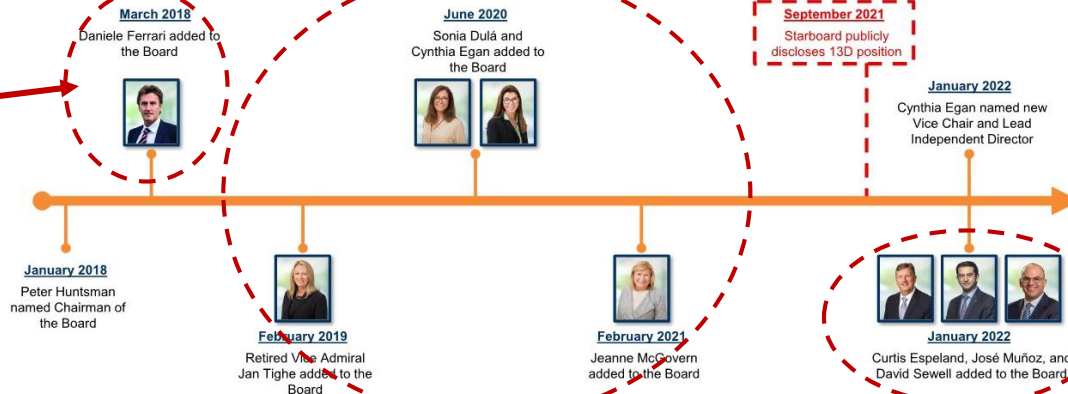 March 2018
Daniele Ferrari added to
the Board
June 2020
Sonia Dulá and
Cynthia Egan added to
the Board
September 2021
Starboard publicly
discloses 13D position
January 2022
Cynthia Egan named new
Vice Chair and Lead
Independent Director
January 2018
Peter Huntsman
named Chairman of
the Board
February 2019
Retired Vice Admiral
Jan Tighe added to the
Board
February 2021
Jeanne McGovern
added to the Board
January 2022
Curtis Espeland, José Muñoz, and
David Sewell added to the Board